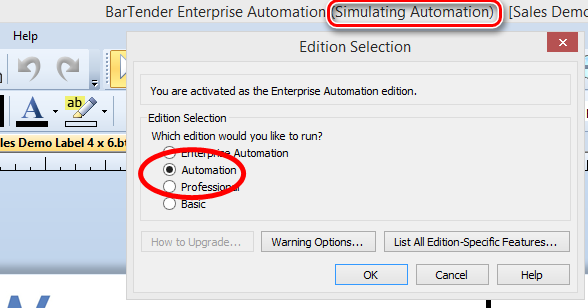 BarTender Enterprise Automation (Simulating Automation) - [Sales Demo
Help
Edition Selection
You are activated as the Enterprise Automation edition.
A
ab
Edition Selection
Which edition would you like to run?
Enterprise Automation
les Demo Label 4 x 6.bt
Automation
Professional
Basic
How to Upgrade...
Warning Options...
List All Edition-Specific Features...
OK
Cancel
Help